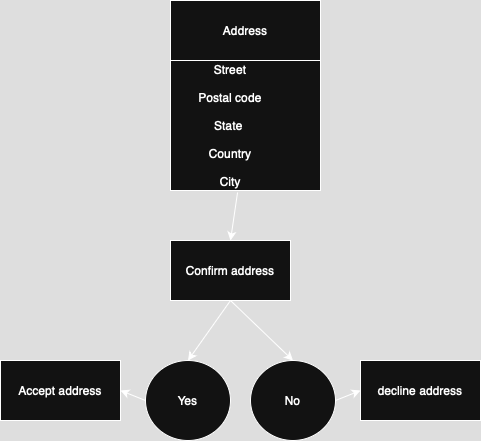 Address
Street
Postal code
State
Country
City
Confirm address
Accept address
Yes
No
decline address